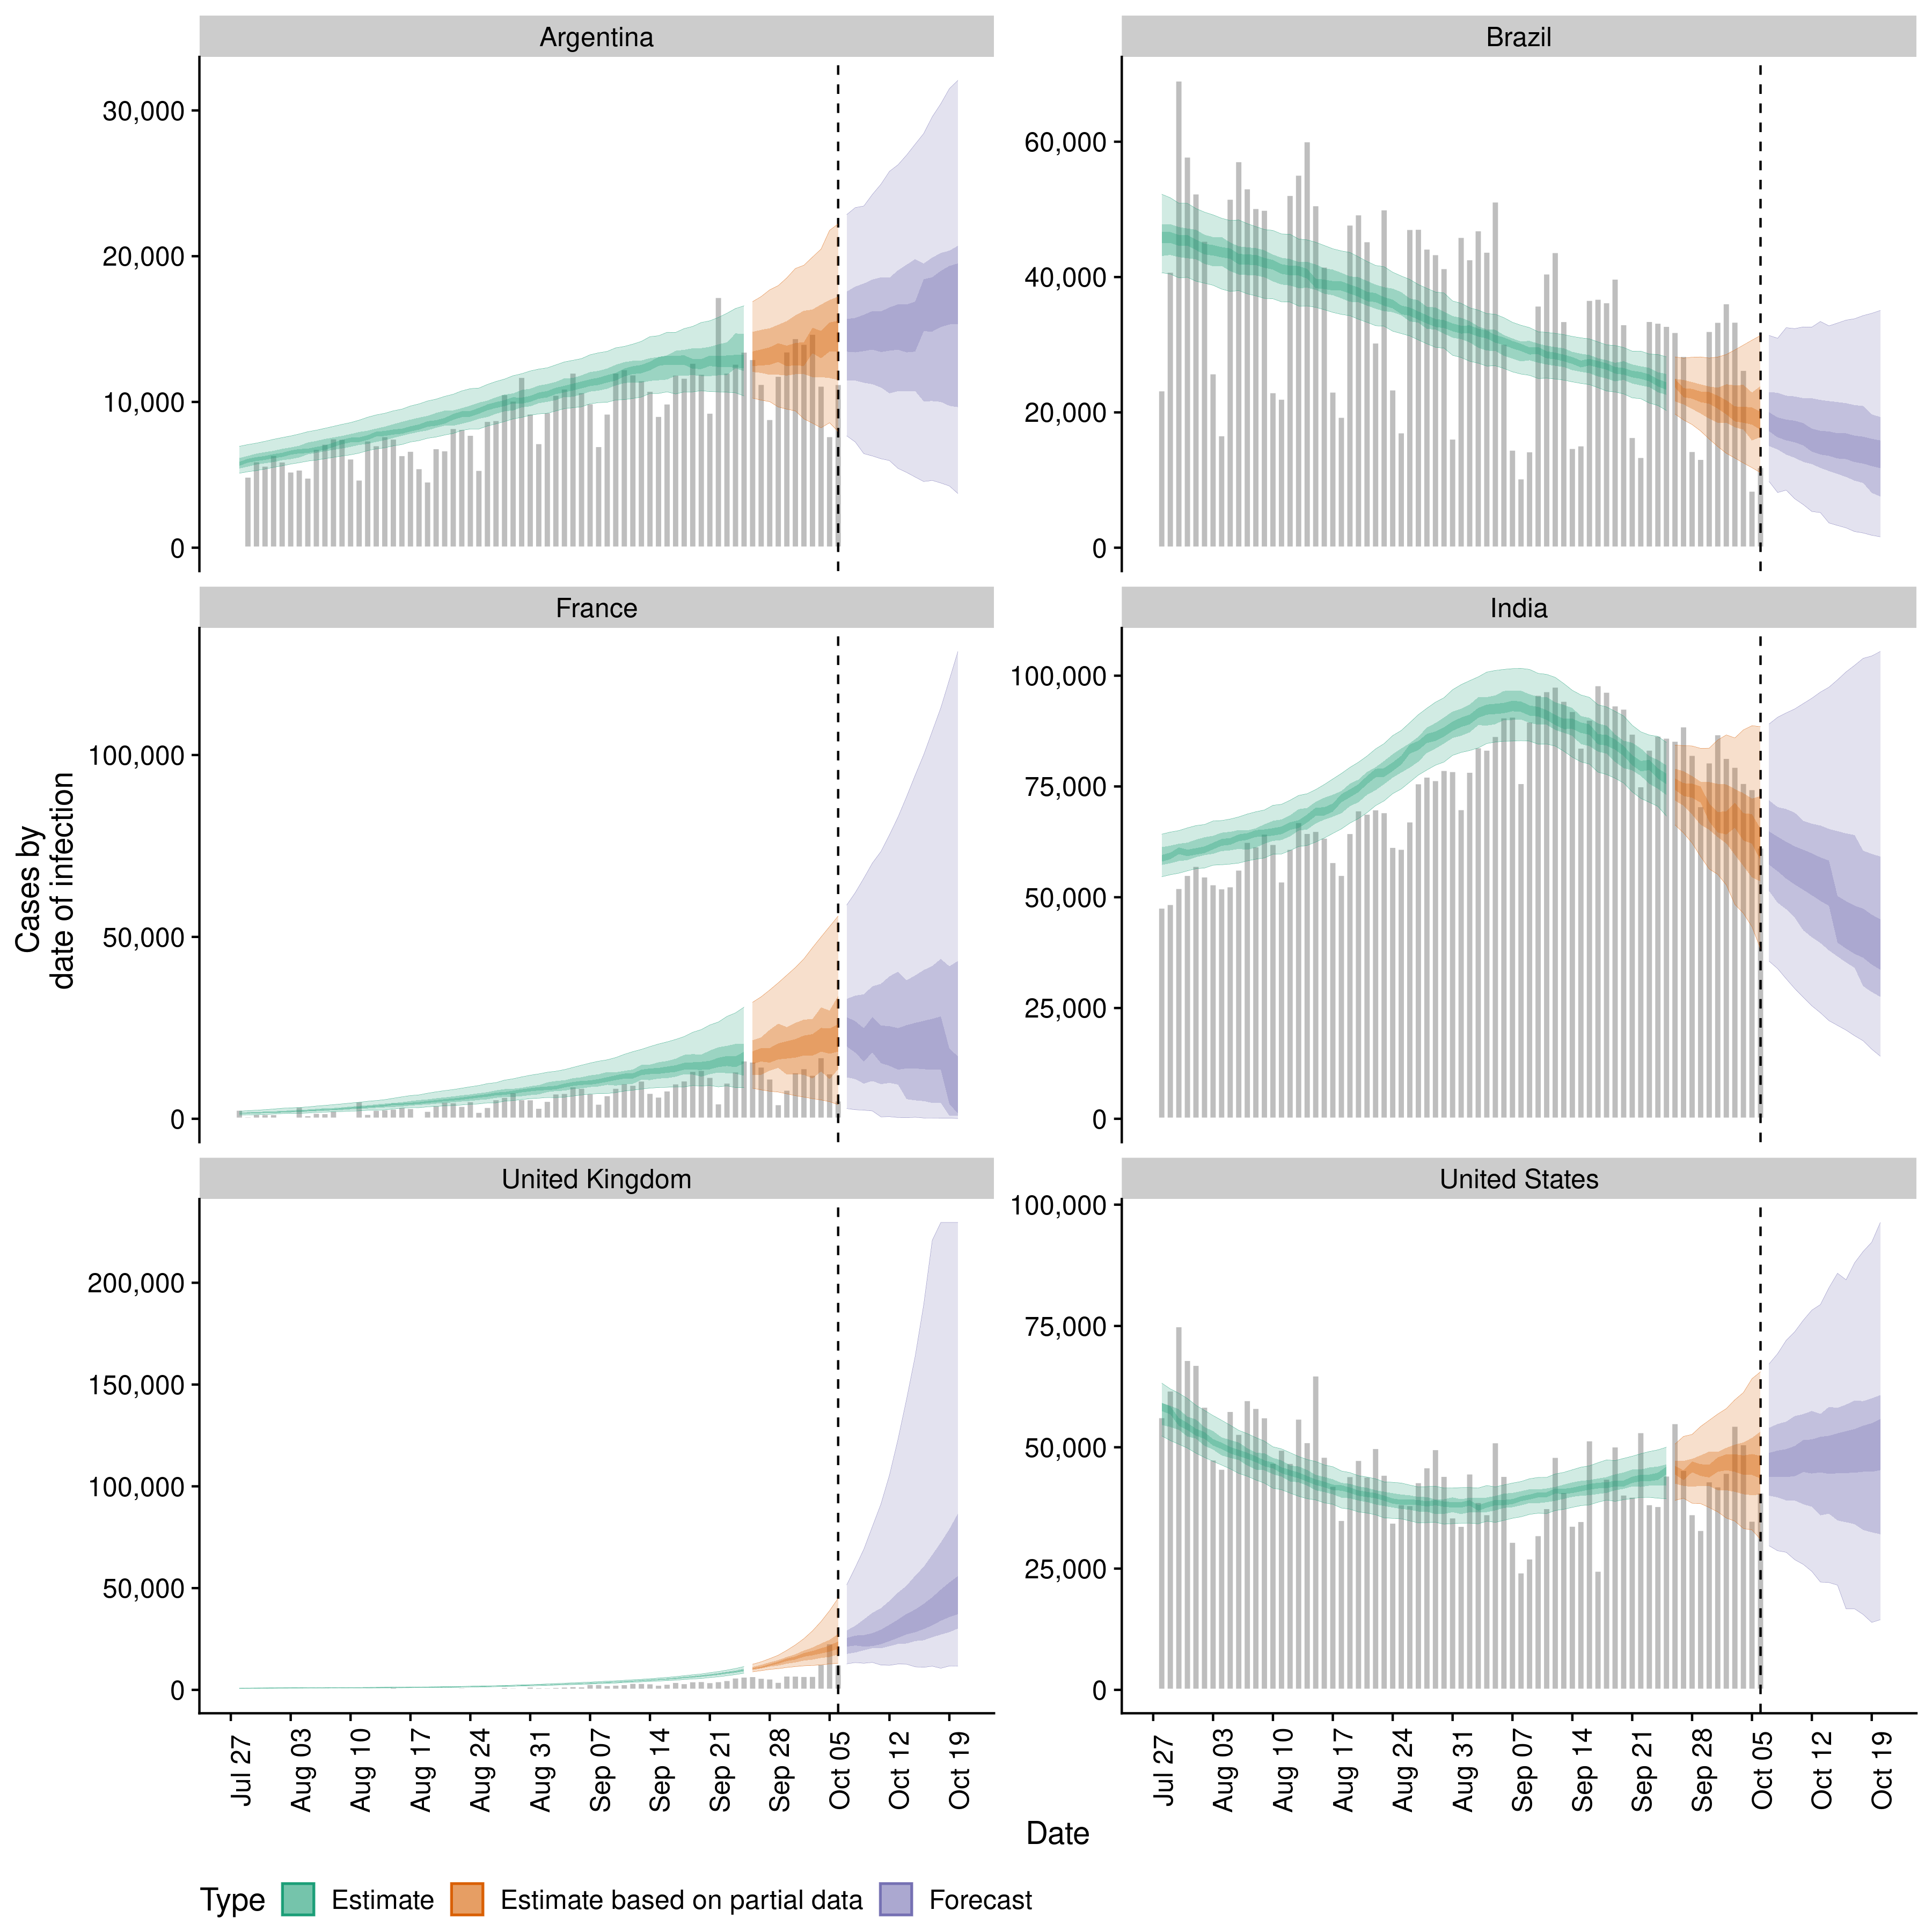 Argentina
Brazil
30,000
20,000
10,000
0
60,000
40,000
20,000
0
France
India
100,000
50,000
0
100,000
75,000
50,000
25,000
0
Cases by
date of infection
United Kingdom
United States
200,000
150,000
100,000
50,000
0
100,000
75,000
50,000
25,000
0
Jul 27
Aug 03
Aug 10
Aug 17
Aug 24
Aug 31
Sep 07
Sep 14
Sep 21
Sep 28
Oct 05
Oct 12
Oct 19
Jul 27
Aug 03
Aug 10
Aug 17
Aug 24
Aug 31
Sep 07
Sep 14
Sep 21
Sep 28
Oct 05
Oct 12
Oct 19
Date
Type Estimate Estimate based on partial data Forecast